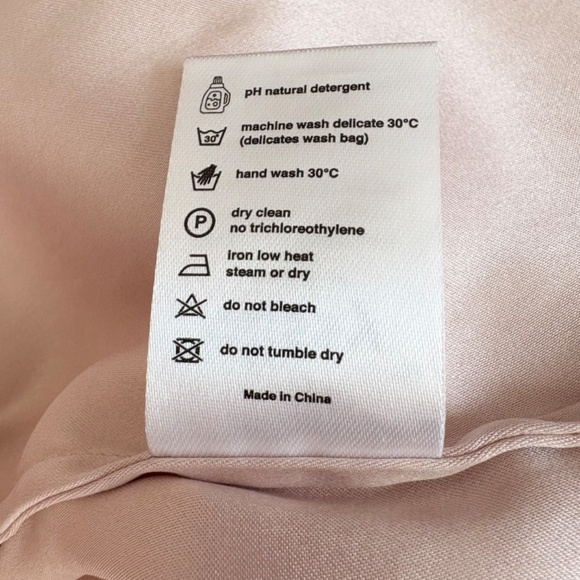 pH natural detergent
30°
machine wash delicate 30°C
(delicates wash bag)
hand wash 30°C
P
dry clean
no trichloreothylene
iron low heat
steam or dry
do not bleach
do not tumble dry
Made in China